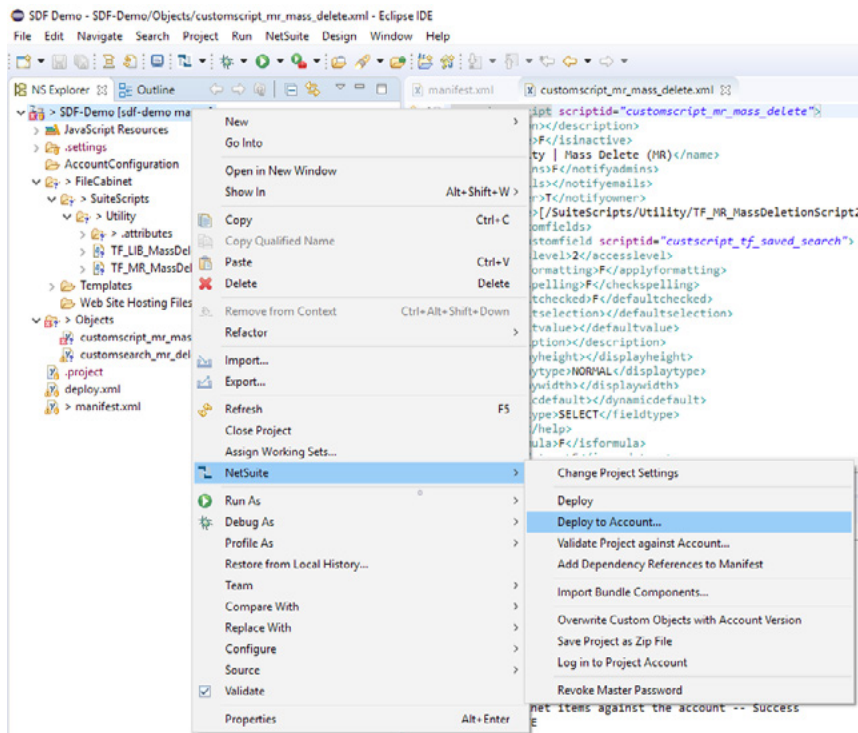 SDF Demo - SDF-Demo/Objects/customscript_mr_mass_delete.xml - Eclipse IDE
File Edit Navigate Search Project Run NetSuite Design Window Help
NS Explorer Outline
manifest.xml customscript_mr_mass_delete.xml
> SDF-Demo [sdf-demo ma
JavaScript Resources
.settings
AccountConfiguration
> FileCabinet
> SuiteScripts
> Utility
> .attributes
TF_LIB_MassDel
TF_MR_MassDel
Templates
Web Site Hosting Files
> Objects
customscript_mr_mas
customsearch_mr_del
.project
deploy.xml
> manifest.xml
New
Go Into
Open in New Window
Show In Alt+Shift+W >
Copy Ctrl+C
Copy Qualified Name
Paste Ctrl+V
Delete Delete
Remove from Context Ctrl+Alt+Shift+Down
Refactor
Import...
Export...
Refresh F5
Close Project
Assign Working Sets...
NetSuite
Run As
Debug As
Profile As
Restore from Local History...
Team
Compare With
Replace With
Configure
Source
Validate
Properties Alt+Enter
ipt scriptid="customscript_mr_mass_delete">
n></description>
>F</isinactive>
ty | Mass Delete (MR)</name>
ns>F</notifyadmins>
ls></notifyemails>
r>T</notifyowner>
>[/SuiteScripts/Utility/TF_MR_MassDeletionScript2
omfields>
stomfield scriptid="custscript_tf_saved_search">
level>2</accesslevel>
ormatting>F</applyformatting>
pelling>F</checkspelling>
tchecked>F</defaultchecked>
tselection></defaultselection>
tvalue></defaultvalue>
ption></description>
yheight></displayheight>
ytype>NORMAL</displaytype>
ywidth></displaywidth>
cdefault></dynamicdefault>
ype>SELECT</fieldtype>
/help>
ula>F</isformula>
Change Project Settings
Deploy
Deploy to Account...
Validate Project against Account...
Add Dependency References to Manifest
Import Bundle Components...
Overwrite Custom Objects with Account Version
Save Project as Zip File
Log in to Project Account
Revoke Master Password
net items against the account -- Success
E